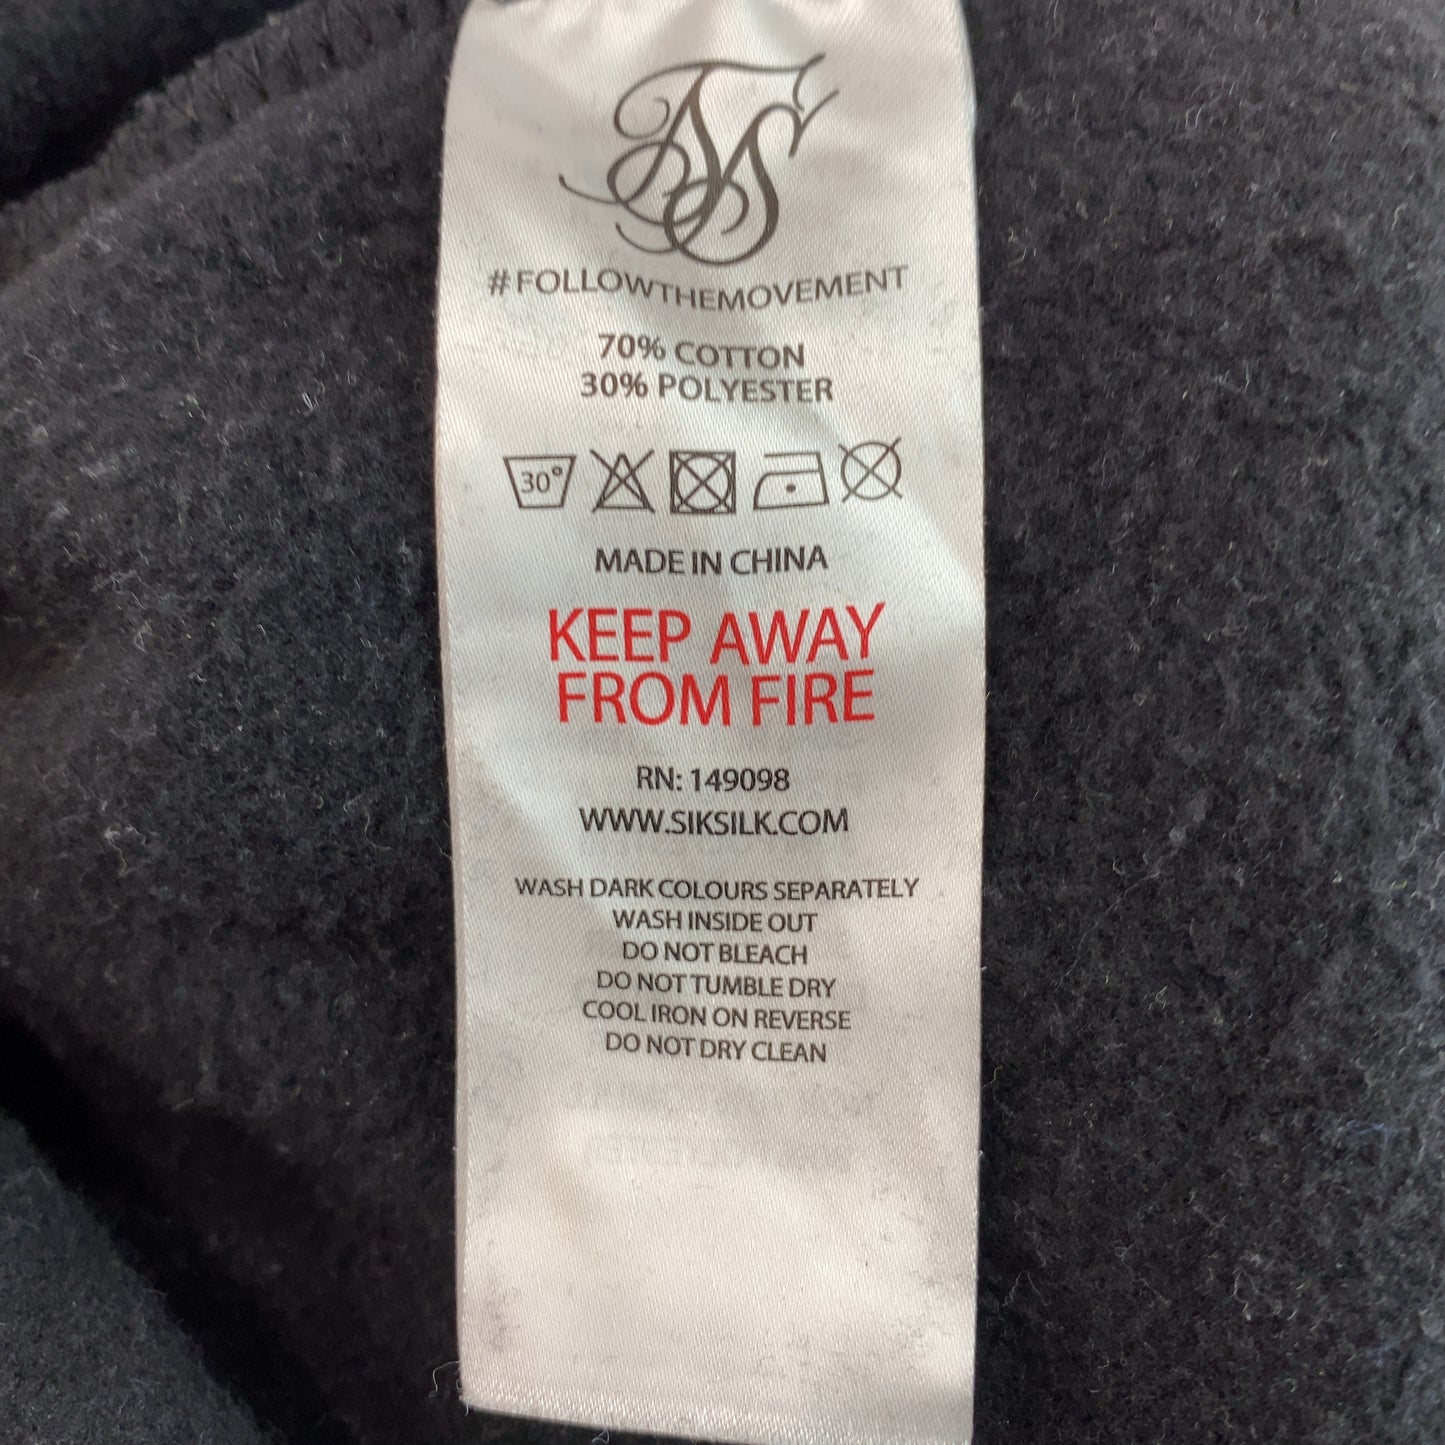 SS
#FOLLOWTHEMOVEMENT
70% COTTON
30% POLYESTER
30°
MADE IN CHINA
KEEP AWAY
FROM FIRE
RN: 149098
WWW.SIKSILK.COM
WASH DARK COLOURS SEPARATELY
WASH INSIDE OUT
DO NOT BLEACH
DO NOT TUMBLE DRY
COOL IRON ON REVERSE
DO NOT DRY CLEAN